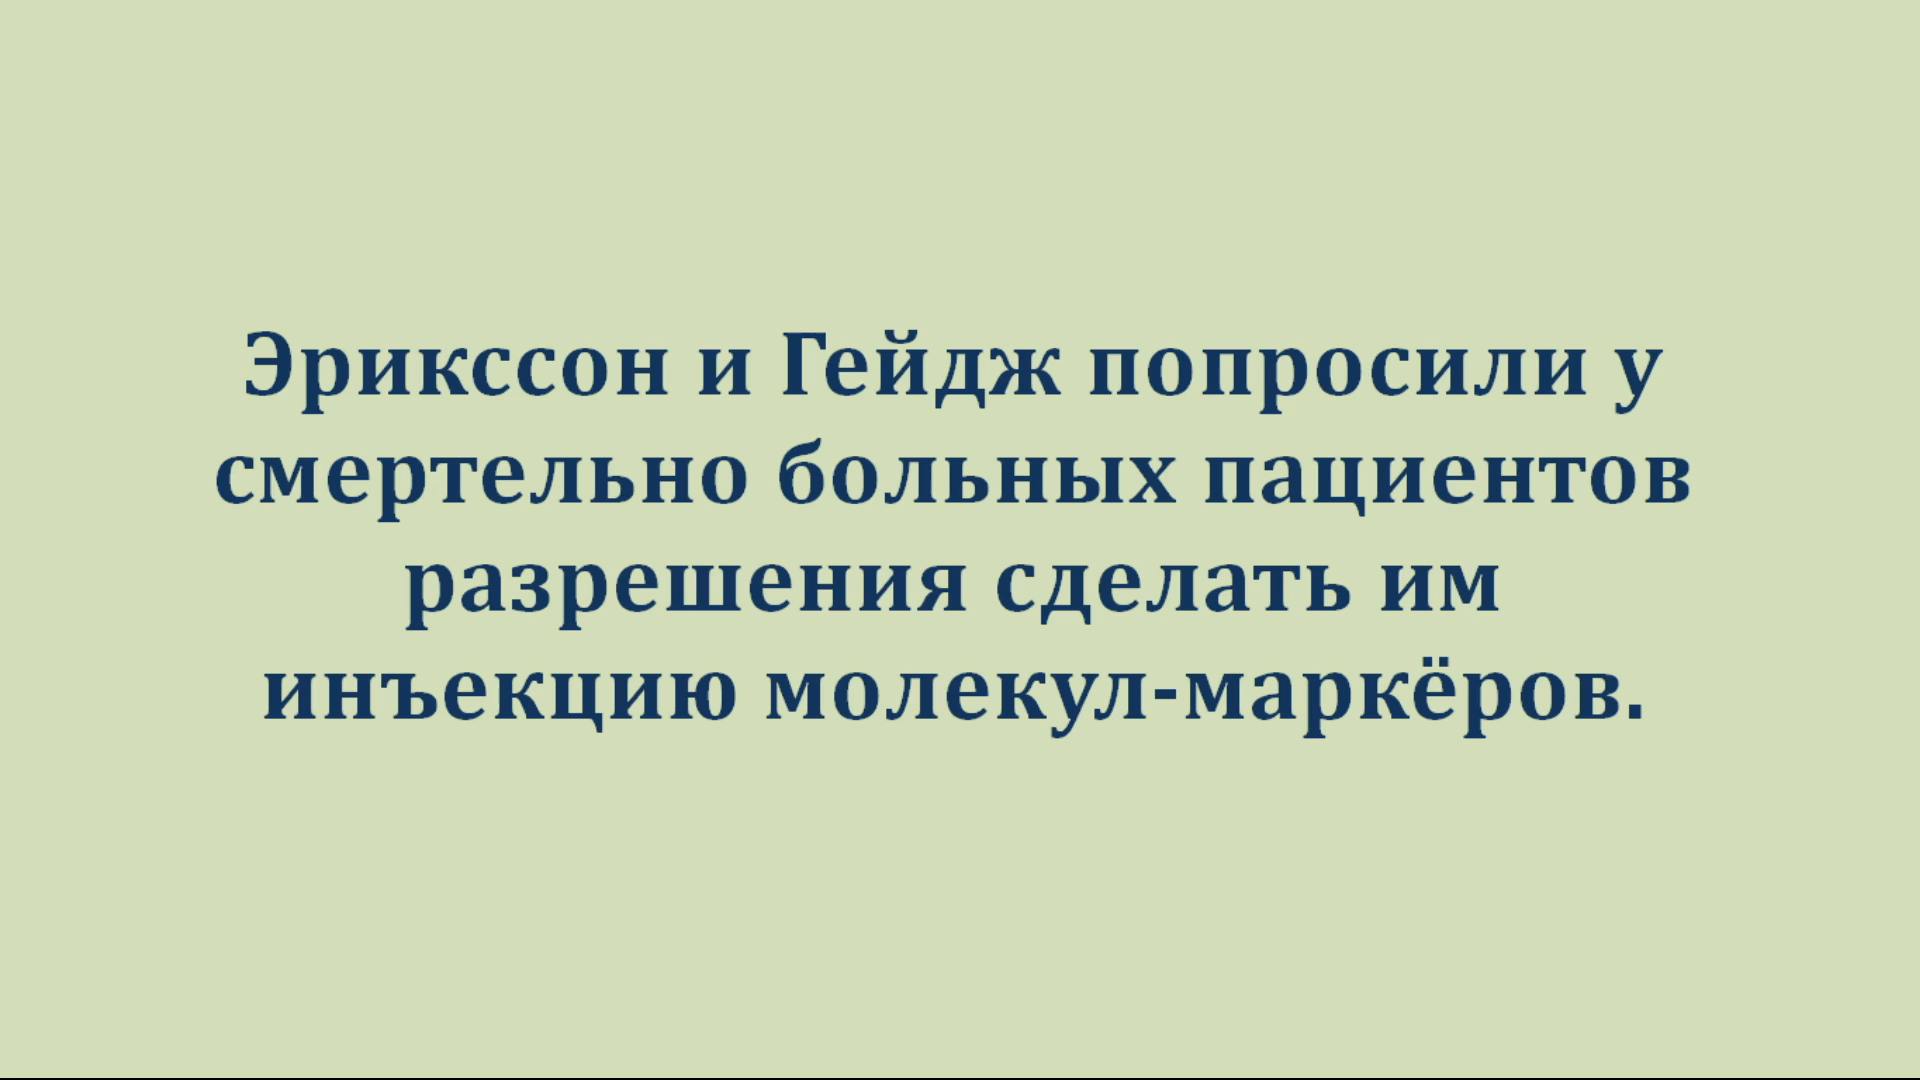 Эрикссон и Гейдж попросили у
смертельно больных пациентов
разрешения сделать им
инъекцию молекул-маркёров.